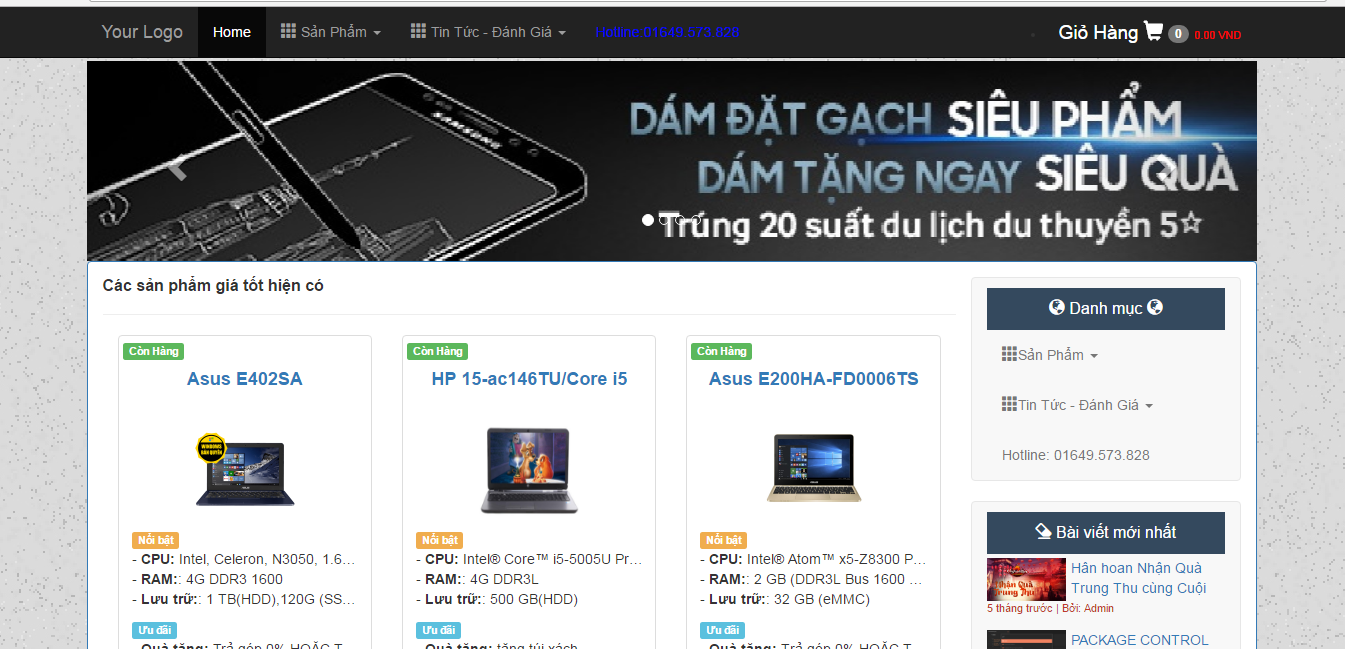 Your Logo Home Sản Phẩm Tin Tức - Đánh Giá Hotline:01649.573.828 Giỏ Hàng 0 0.00 VND
SAMSUNG
DÁM ĐẶT GẠCH SIÊU PHẨM
DÁM TẶNG NGAY SIÊU QUÀ
Trúng 20 suất du lịch du thuyền 5☆
Các sản phẩm giá tốt hiện có
Còn Hàng
Asus E402SA
WINDOWS
BẢN QUYỀN
Nổi bật
- CPU: Intel, Celeron, N3050, 1.6...
- RAM:: 4G DDR3 1600
- Lưu trữ:: 1 TB(HDD),120G (SS...
Ưu đãi
Quà tặng: Trả góp 0% HOẶC T
Còn Hàng
HP 15-ac146TU/Core i5
Nổi bật
- CPU: Intel® Core™ i5-5005U Pr...
- RAM:: 4G DDR3L
- Lưu trữ:: 500 GB(HDD)
Ưu đãi
Quà tặng: tặng túi xách
Còn Hàng
Asus E200HA-FD0006TS
Nổi bật
- CPU: Intel® Atom™ x5-Z8300 P...
- RAM:: 2 GB (DDR3L Bus 1600 ...
- Lưu trữ:: 32 GB (eMMC)
Ưu đãi
Quà tặng: Trả góp 0% HOẶC T
Danh mục
Sản Phẩm
Tin Tức - Đánh Giá
Hotline: 01649.573.828
Bài viết mới nhất
Nhận Quà
Trung Thu
Hân hoan Nhận Quà
Trung Thu cùng Cuội
5 tháng trước | Bởi: Admin
PACKAGE CONTROL